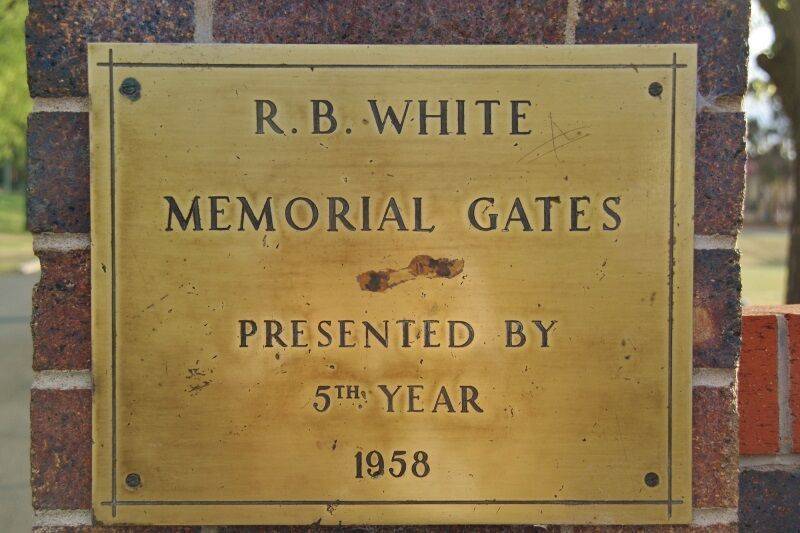 R. B. WHITE
MEMORIAL GATES
PRESENTED BY
5TH YEAR
1958